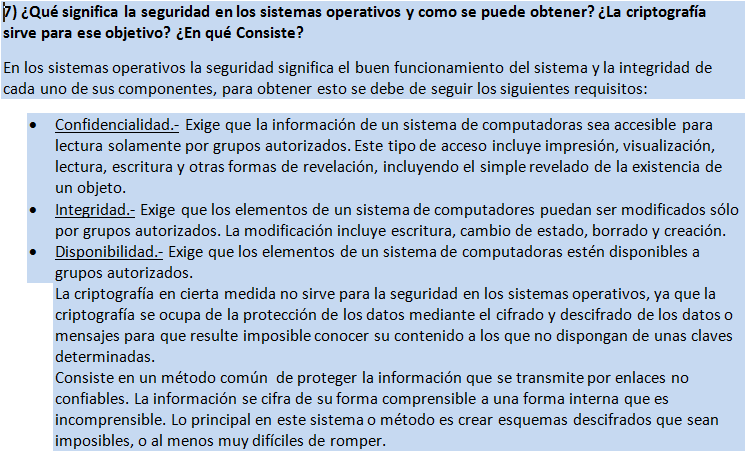 7) ¿Qué significa la seguridad en los sistemas operativos y como se puede obtener? ¿La criptografía
sirve para ese objetivo? ¿En qué Consiste?
En los sistemas operativos la seguridad significa el buen funcionamiento del sistema y la integridad de
cada uno de sus componentes, para obtener esto se debe de seguir los siguientes requisitos:
• Confidencialidad.- Exige que la información de un sistema de computadoras sea accesible para
lectura solamente por grupos autorizados. Este tipo de acceso incluye impresión, visualización,
lectura, escritura y otras formas de revelación, incluyendo el simple revelado de la existencia de
un objeto.
• Integridad.- Exige que los elementos de un sistema de computadores puedan ser modificados sólo
por grupos autorizados. La modificación incluye escritura, cambio de estado, borrado y creación.
• Disponibilidad.- Exige que los elementos de un sistema de computadoras estén disponibles a
grupos autorizados.
La criptografía en cierta medida no sirve para la seguridad en los sistemas operativos, ya que la
criptografía se ocupa de la protección de los datos mediante el cifrado y descifrado de los datos o
mensajes para que resulte imposible conocer su contenido a los que no dispongan de unas claves
determinadas.
Consiste en un método común de proteger la información que se transmite por enlaces no
confiables. La información se cifra de su forma comprensible a una forma interna que es
incomprensible. Lo principal en este sistema o método es crear esquemas descifrados que sean
imposibles, o al menos muy difíciles de romper.